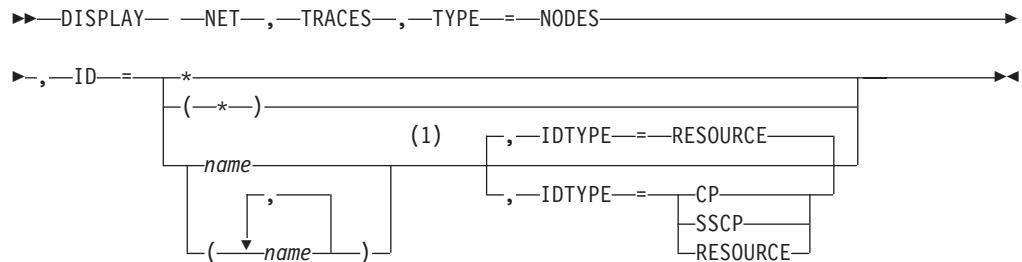 DISPLAY NET , TRACES , TYPE = NODES
, ID = *
( * )
(1) , IDTYPE = RESOURCE
name
, IDTYPE = CP
, SSCP
( name ) RESOURCE